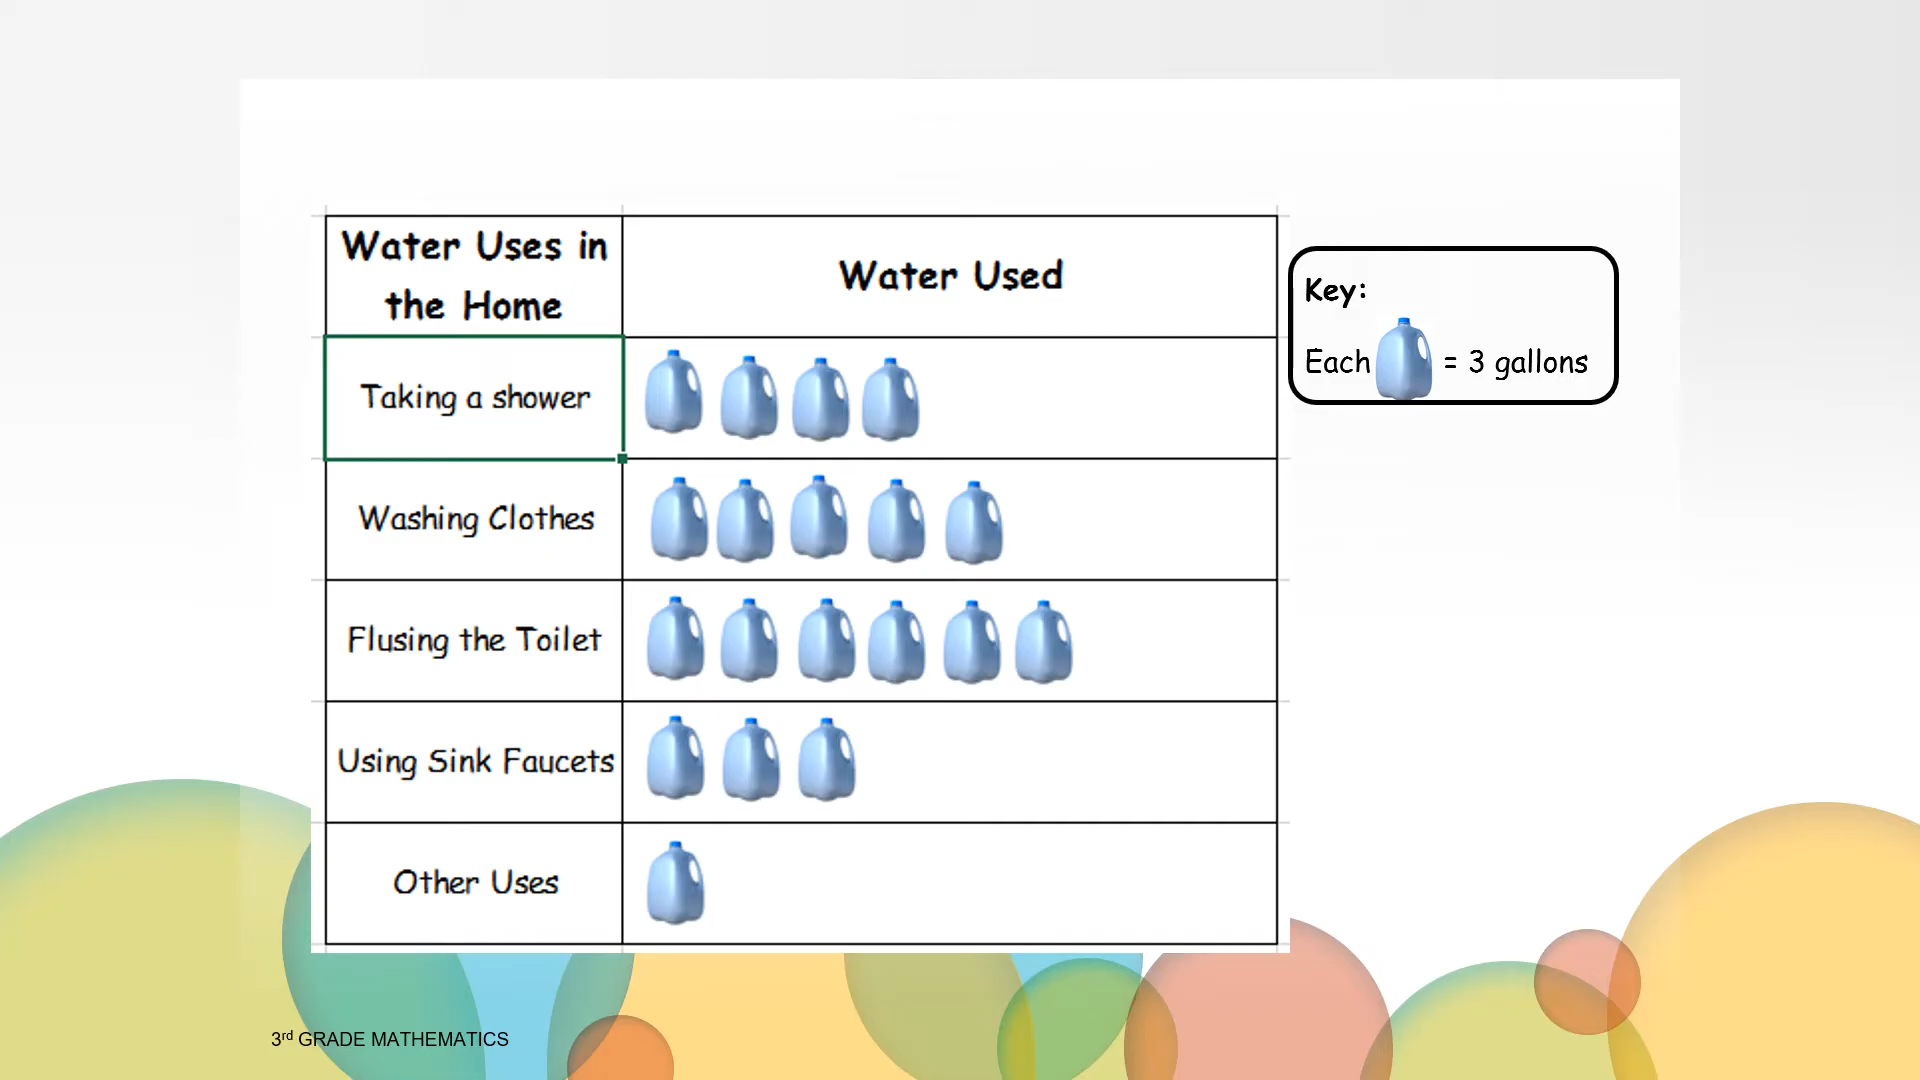 Water Uses in
the Home
Water Used
Key:
Each = 3 gallons
Taking a shower
Washing Clothes
Flusing the Toilet
Using Sink Faucets
Other Uses
3rd GRADE MATHEMATICS